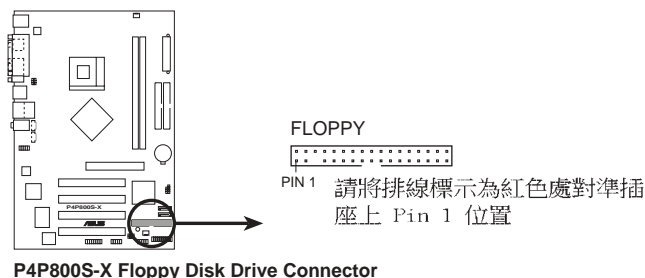 FLOPPY
PIN 1
請將排線標示為紅色處對準插
座上 Pin 1 位置
P4P800S-X
ASUS
P4P800S-X Floppy Disk Drive Connector